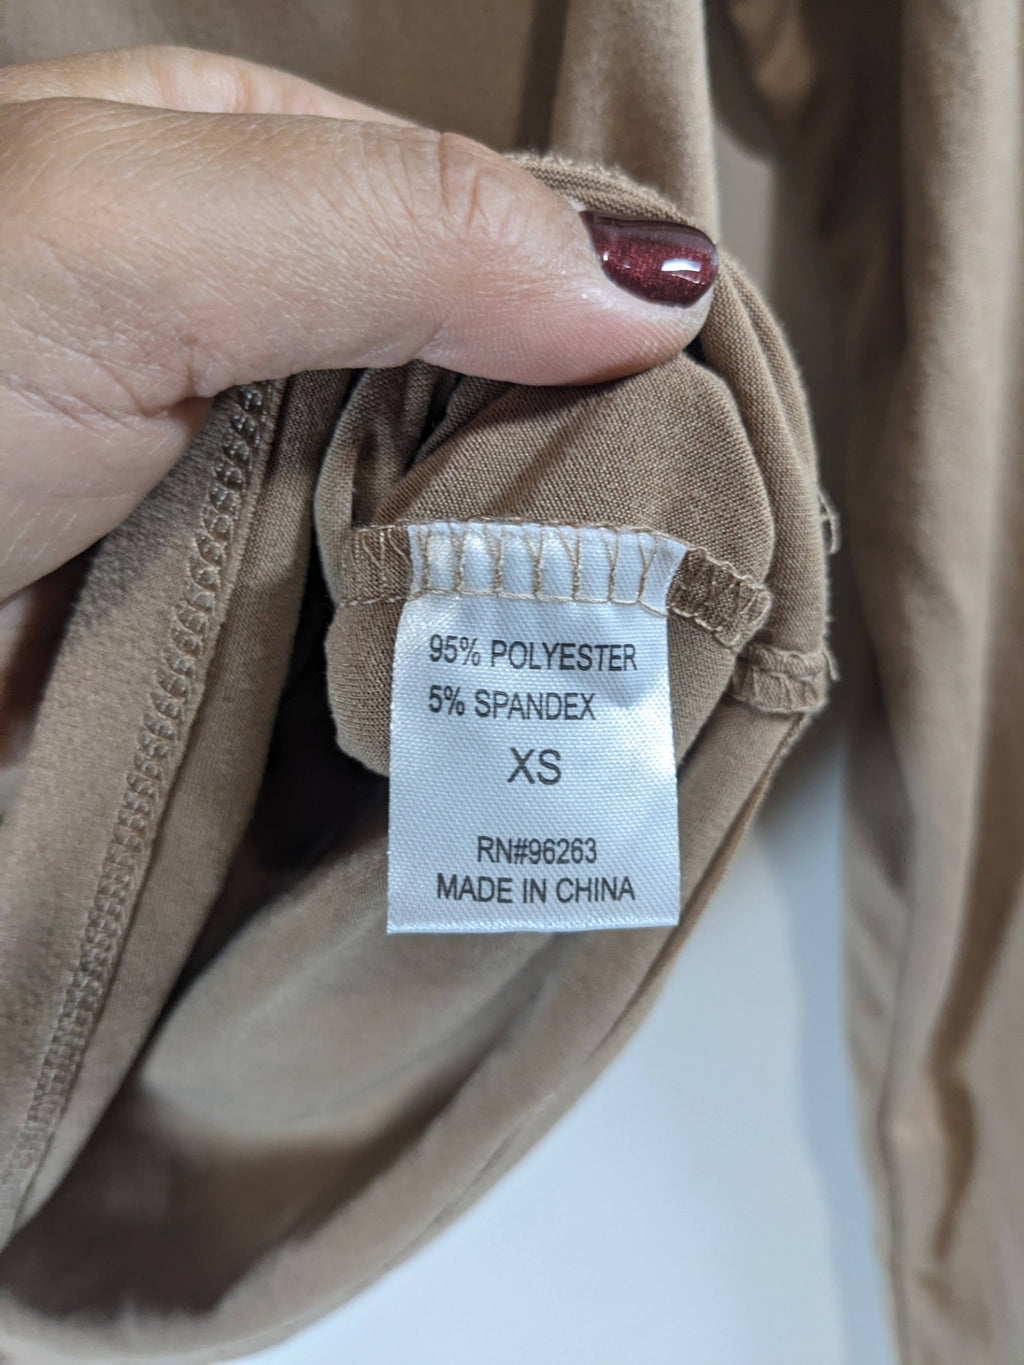 95% POLYESTER
5% SPANDEX
XS
RN#96263
MADE IN CHINA